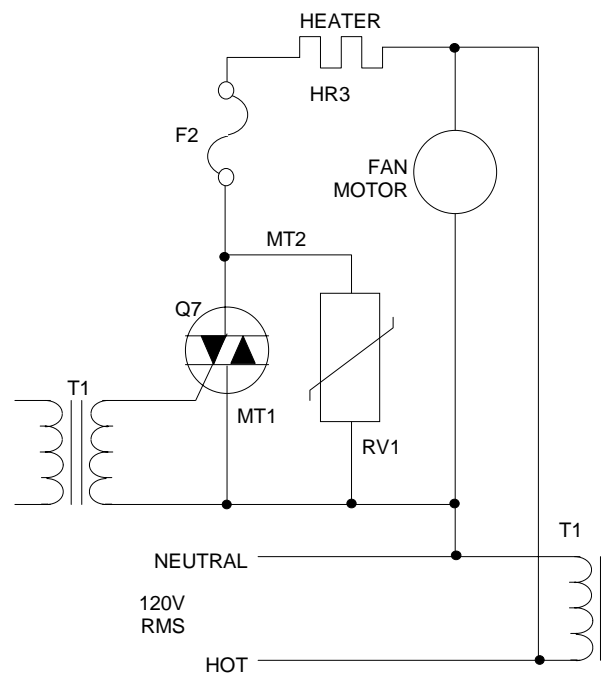 HEATER
HR3
F2
FAN
MOTOR
MT2
Q7
T1
MT1
RV1
T1
NEUTRAL
120V
RMS
HOT